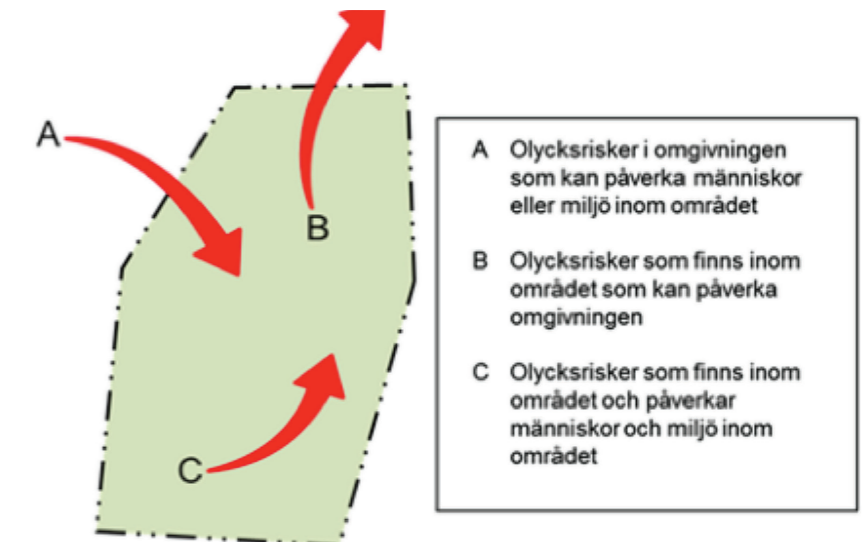 A
B
C
A Olycksrisker i omgivningen
som kan påverka människor
eller miljö inom området
B Olycksrisker som finns inom
området som kan påverka
omgivningen
C Olycksrisker som finns inom
området och påverkar
människor och miljö inom
området